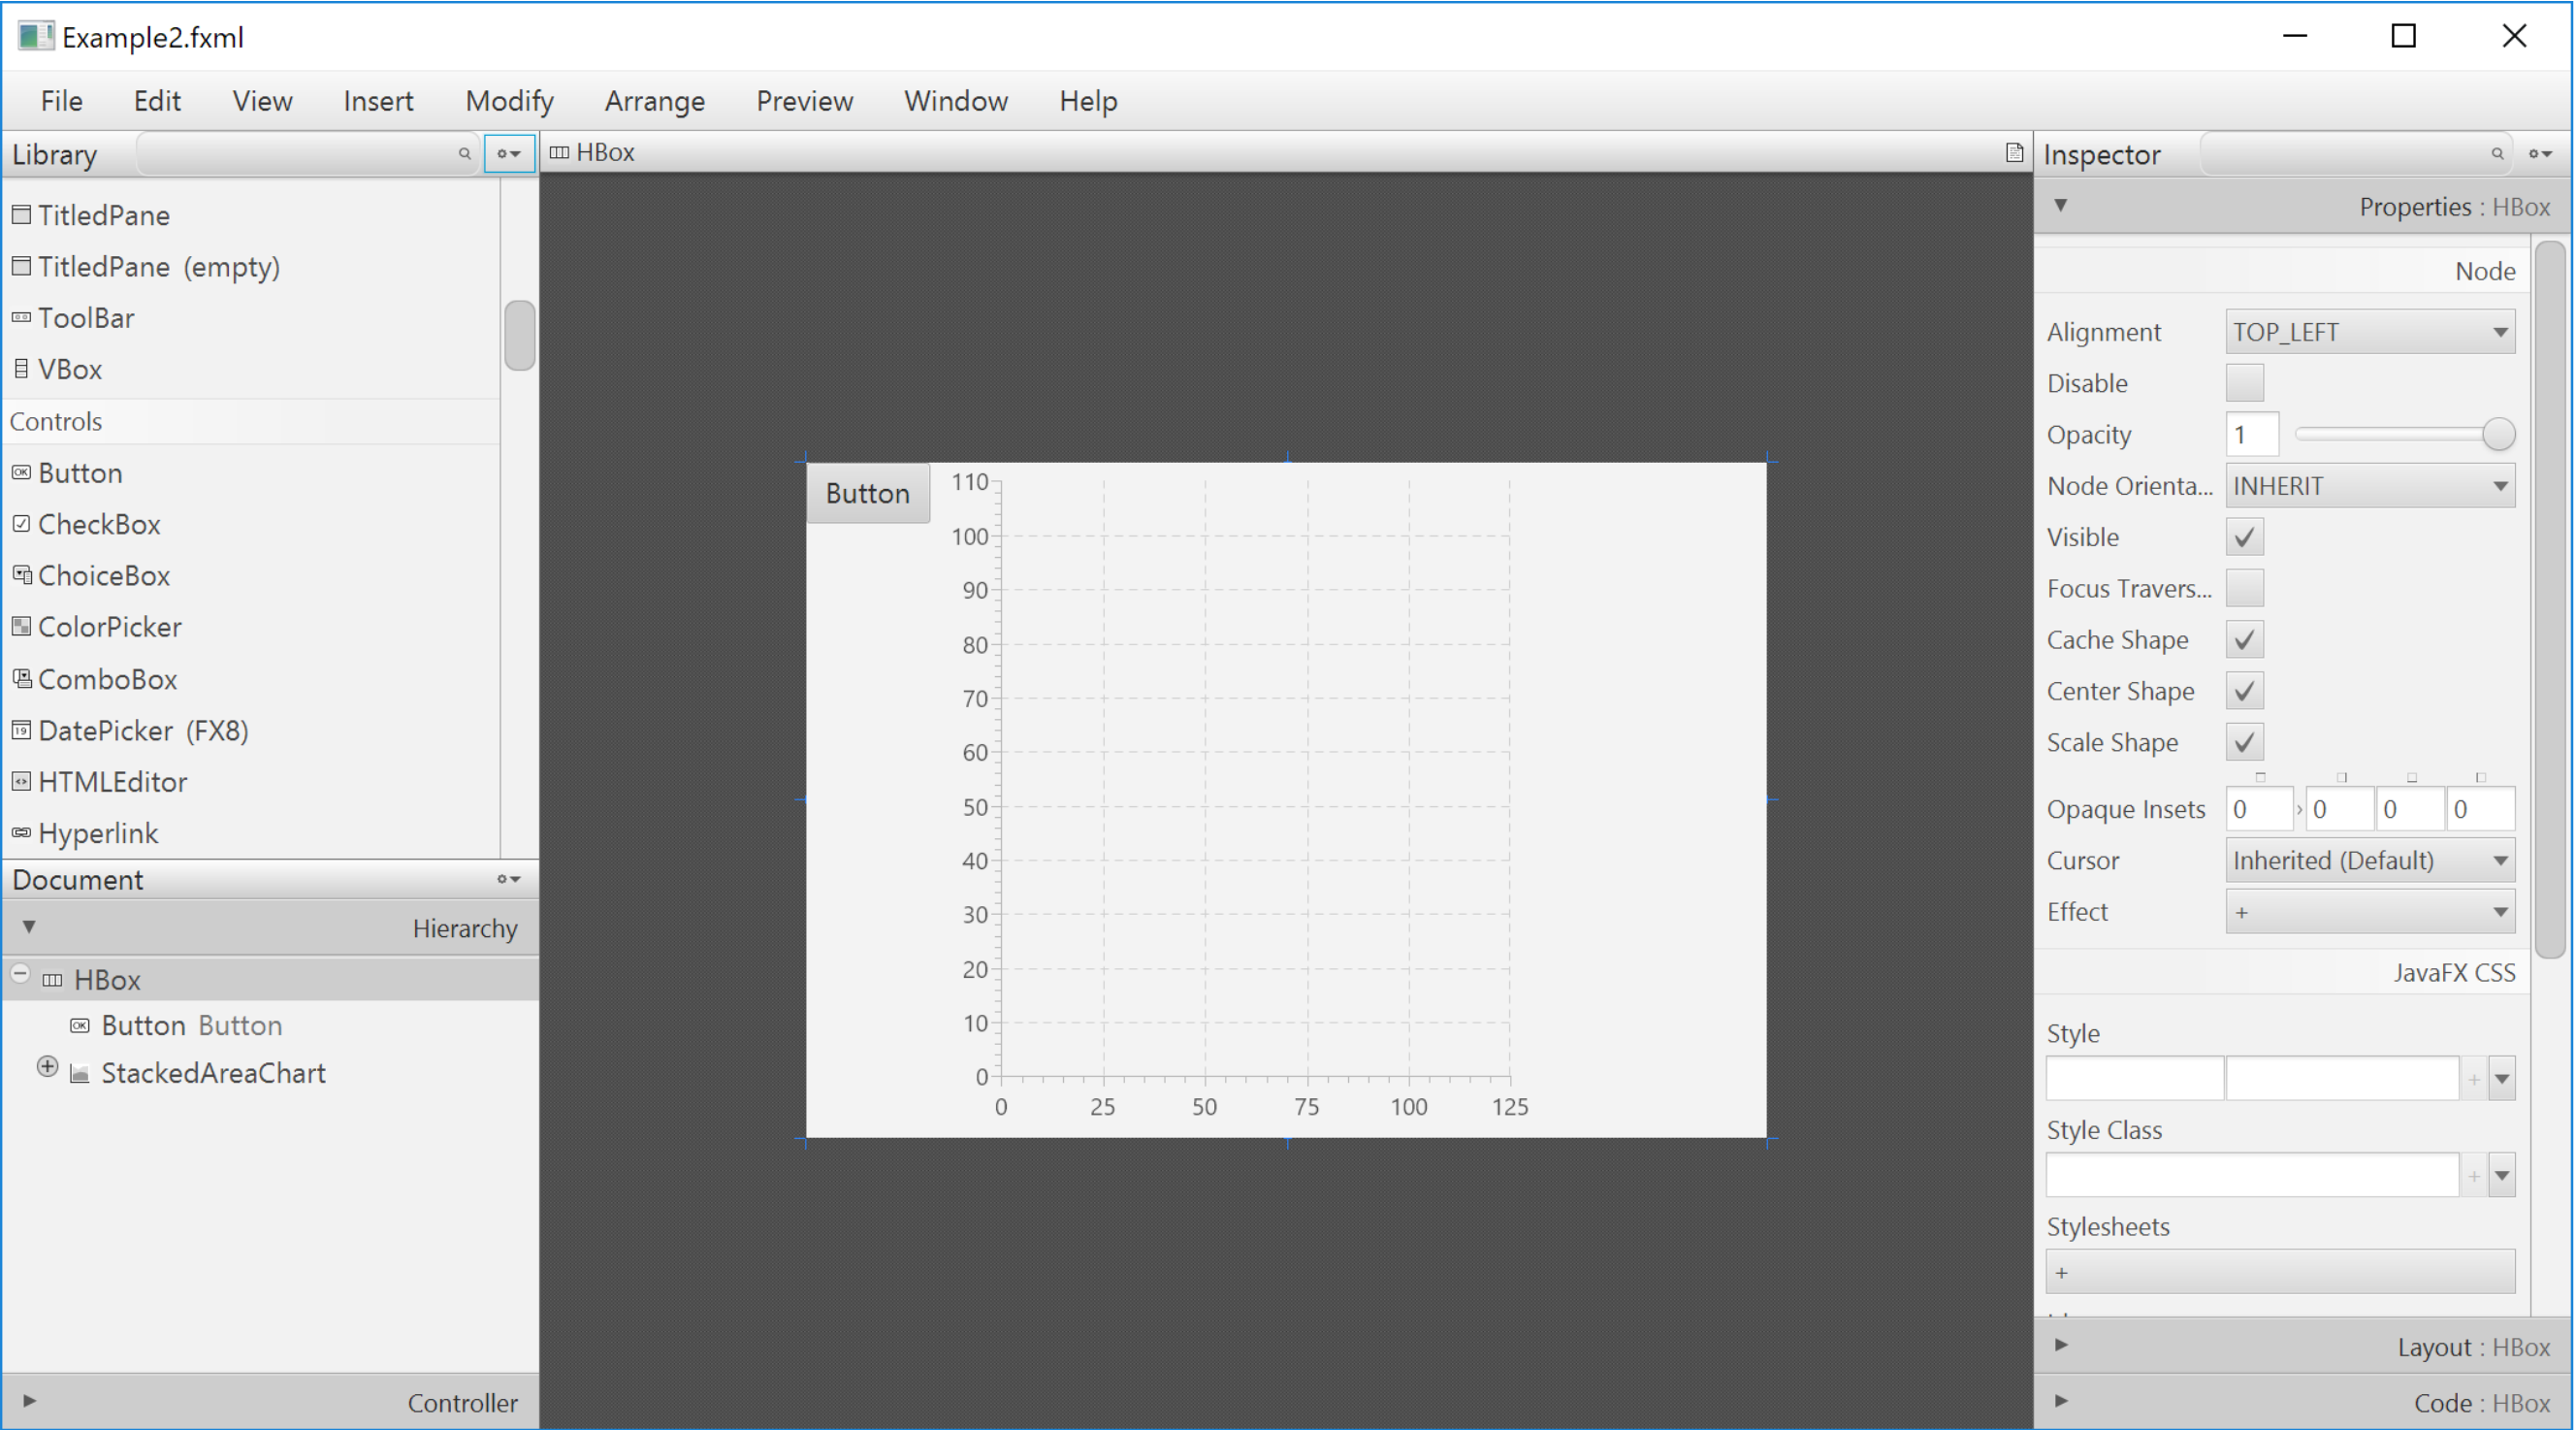 Example2.fxml
File Edit View Insert Modify Arrange Preview Window Help
Library
TitledPane
TitledPane (empty)
ToolBar
VBox
Controls
Button
CheckBox
ChoiceBox
ColorPicker
ComboBox
DatePicker (FX8)
HTMLEditor
Hyperlink
Document
Hierarchy
HBox
Button Button
StackedAreaChart
Controller
HBox
Button
110
100
90
80
70
60
50
40
30
20
10
0
0 25 50 75 100 125
Inspector
Properties : HBox
Node
Alignment TOP_LEFT
Disable
Opacity 1
Node Orienta... INHERIT
Visible
Focus Travers...
Cache Shape
Center Shape
Scale Shape
Opaque Insets 0 › 0 0 0
Cursor Inherited (Default)
Effect +
JavaFX CSS
Style
+
Style Class
+
Stylesheets
+
Layout : HBox
Code : HBox